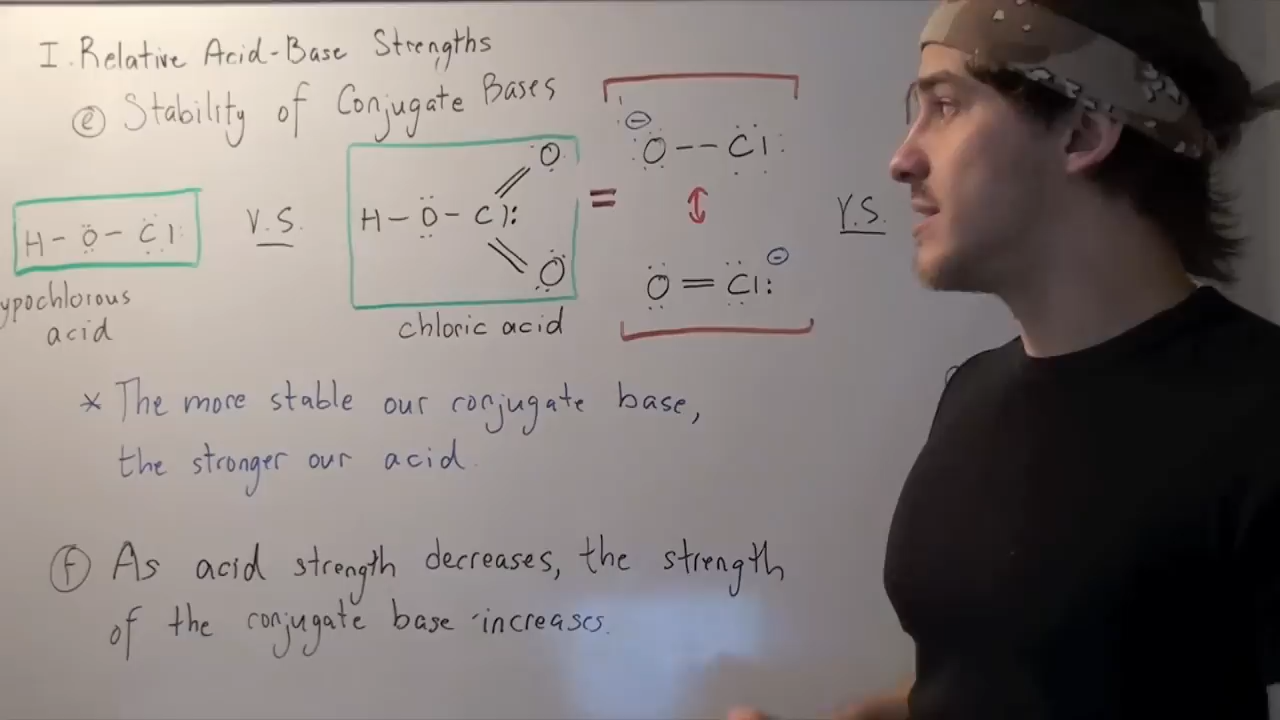 I. Relative Acid-Base Strengths
ⓔ Stability of Conjugate Bases
H-O-Cl
V.S.
H-O-Cl:
O
O
=
⊖
O--Cl:
↕
O=Cl:
⊖
V.S.
ypochlorous
acid
chloric acid
* The more stable our conjugate base,
the stronger our acid.
ⓕ As acid strength decreases, the strength
of the conjugate base increases.